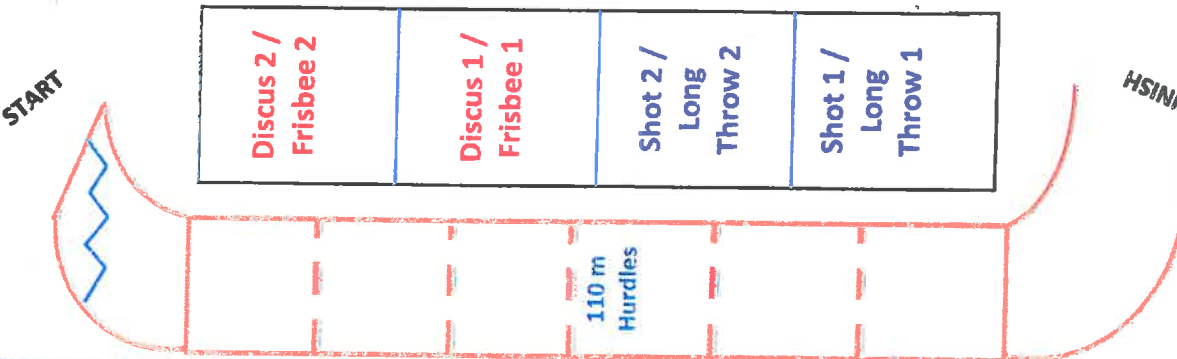 START
Discus 2 /
Frisbee 2
Discus 1 /
Frisbee 1
Shot 2 /
Long
Throw 2
Shot 1 /
Long
Throw 1
110 m
Hurdles